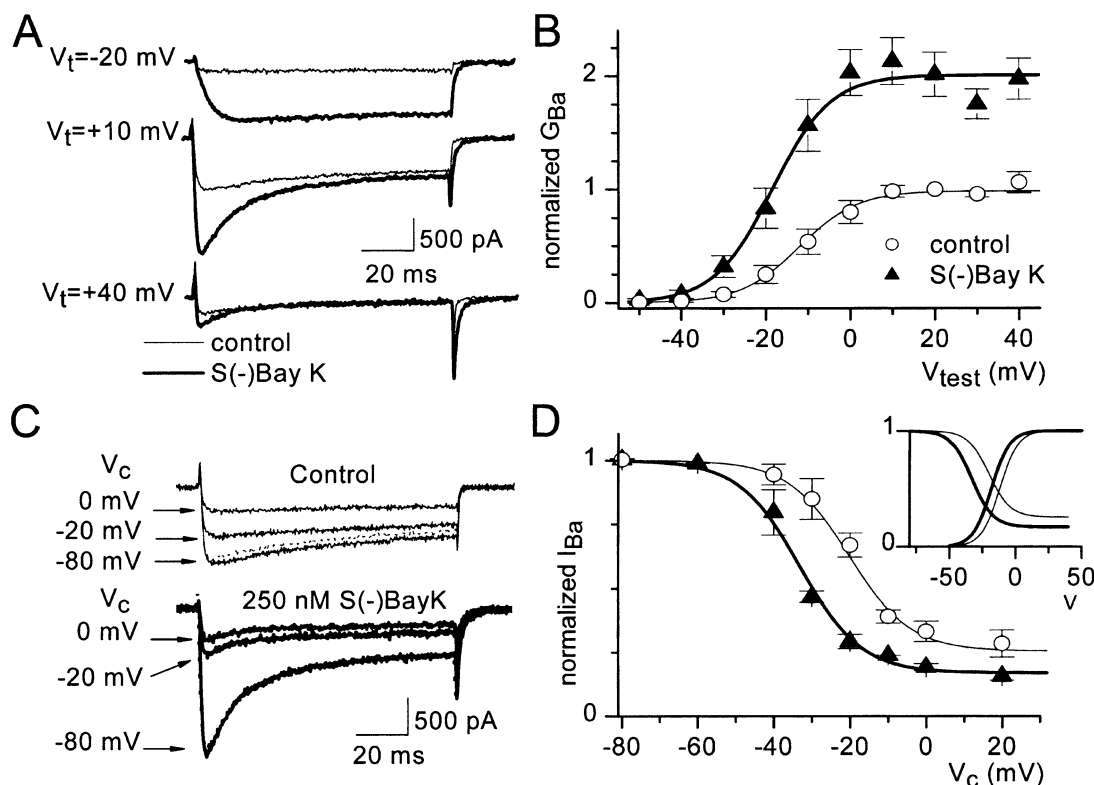 A
Vt=-20 mV
Vt=+10 mV
500 pA
20 ms
Vt=+40 mV
control
S(-)Bay K
B
normalized GBa
2
1
0
control
S(-)Bay K
-40
-20
0
20
40
Vtest (mV)
C
Vc
Control
0 mV
-20 mV
-80 mV
Vc
250 nM S(-)BayK
0 mV
-20 mV
-80 mV
500 pA
20 ms
D
normalized IBa
1
0
-80
-60
-40
-20
0
20
Vc (mV)
1
0
-50
0
50
V